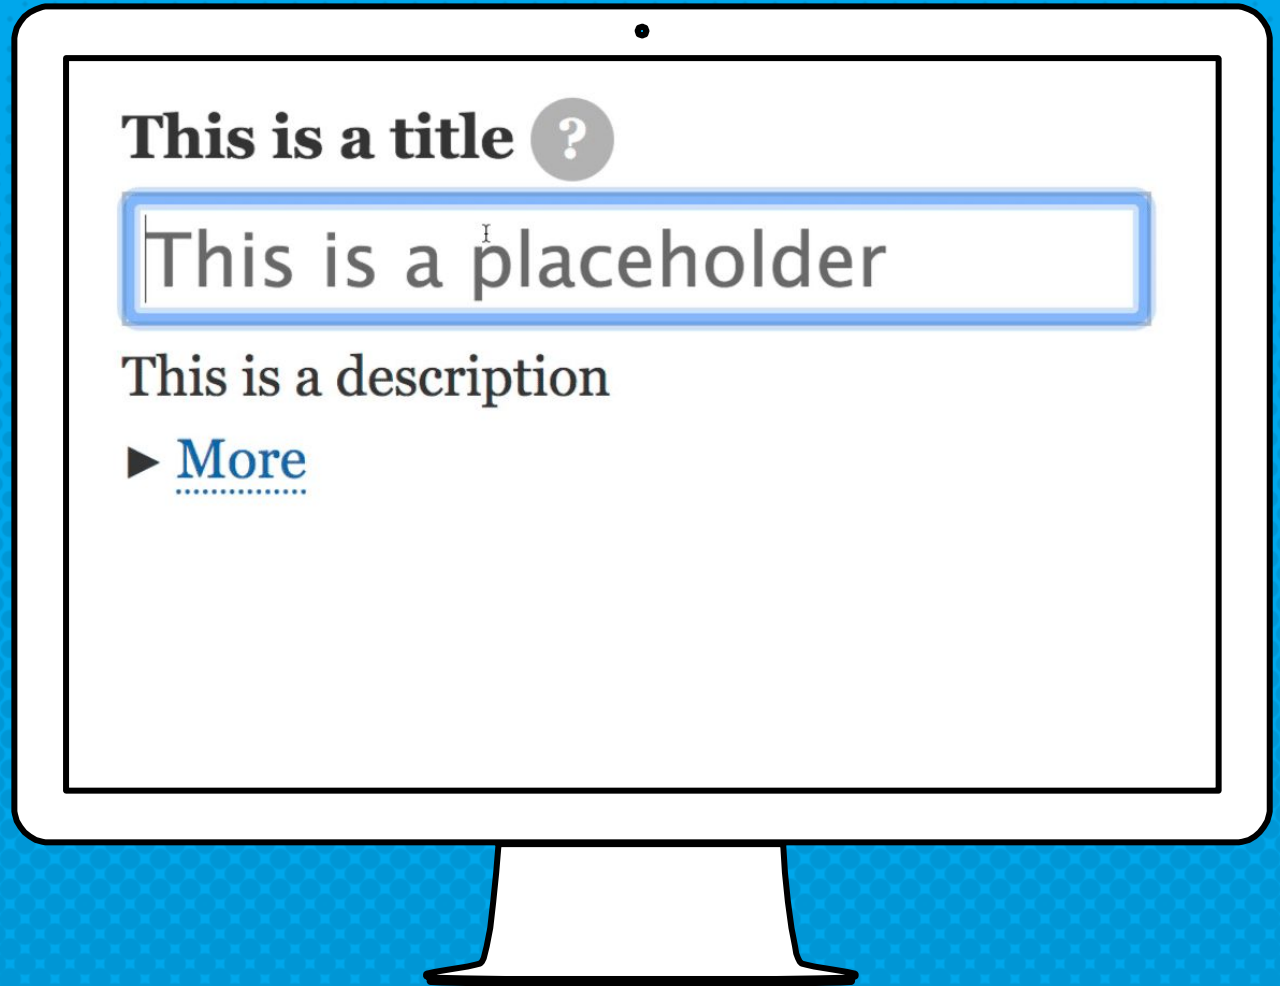 This is a title ?
This is a placeholder
This is a description
► More